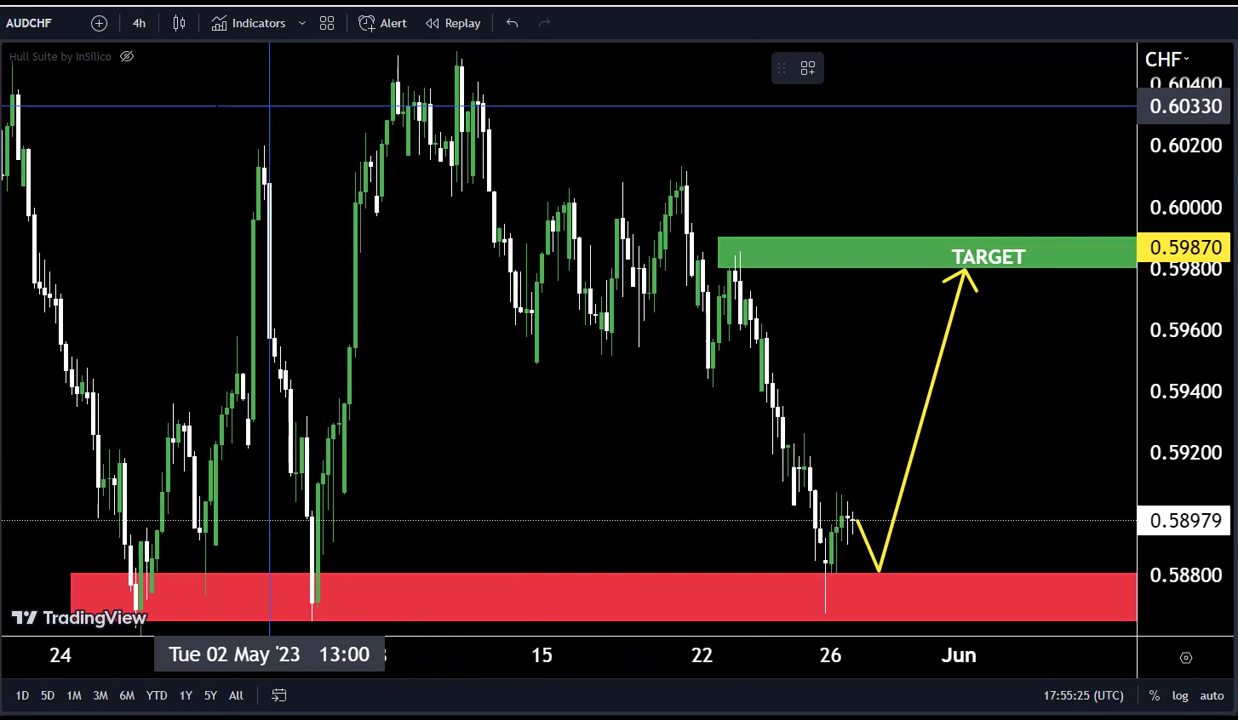 AUDCHF 4h Indicators Alert Replay
Hull Suite by InSilico
CHF
0.60400
0.60330
0.60200
0.60000
0.59870
0.59800
TARGET
0.59600
0.59400
0.59200
0.58979
0.58800
TradingView
24 Tue 02 May '23 13:00 15 22 26 Jun
1D 5D 1M 3M 6M YTD 1Y 5Y All 17:55:25 (UTC) % log auto